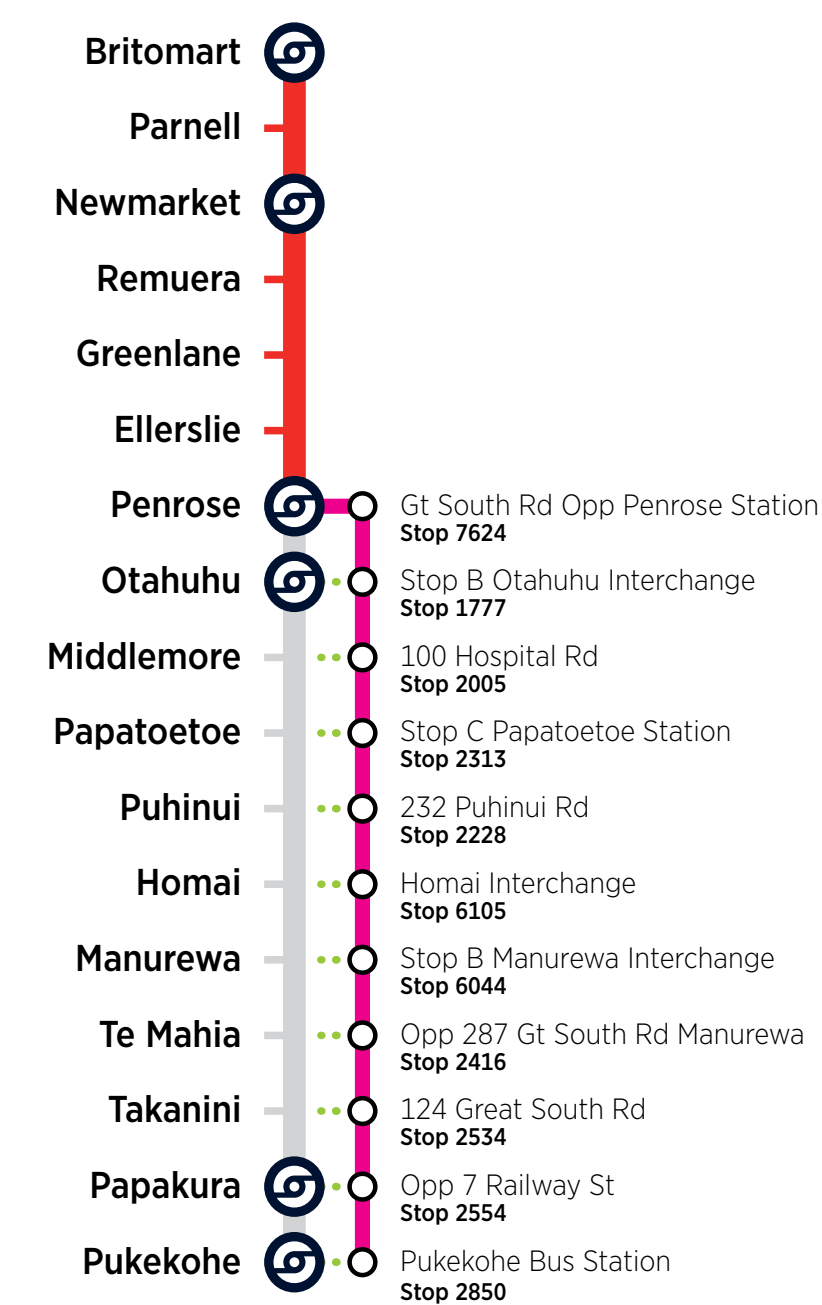 Britomart
Parnell
Newmarket
Remuera
Greenlane
Ellerslie
Penrose
Gt South Rd Opp Penrose Station
Stop 7624
Otahuhu
Stop B Otahuhu Interchange
Stop 1777
Middlemore
100 Hospital Rd
Stop 2005
Papatoetoe
Stop C Papatoetoe Station
Stop 2313
Puhinui
232 Puhinui Rd
Stop 2228
Homai
Homai Interchange
Stop 6105
Manurewa
Stop B Manurewa Interchange
Stop 6044
Te Mahia
Opp 287 Gt South Rd Manurewa
Stop 2416
Takanini
124 Great South Rd
Stop 2534
Papakura
Opp 7 Railway St
Stop 2554
Pukekohe
Pukekohe Bus Station
Stop 2850